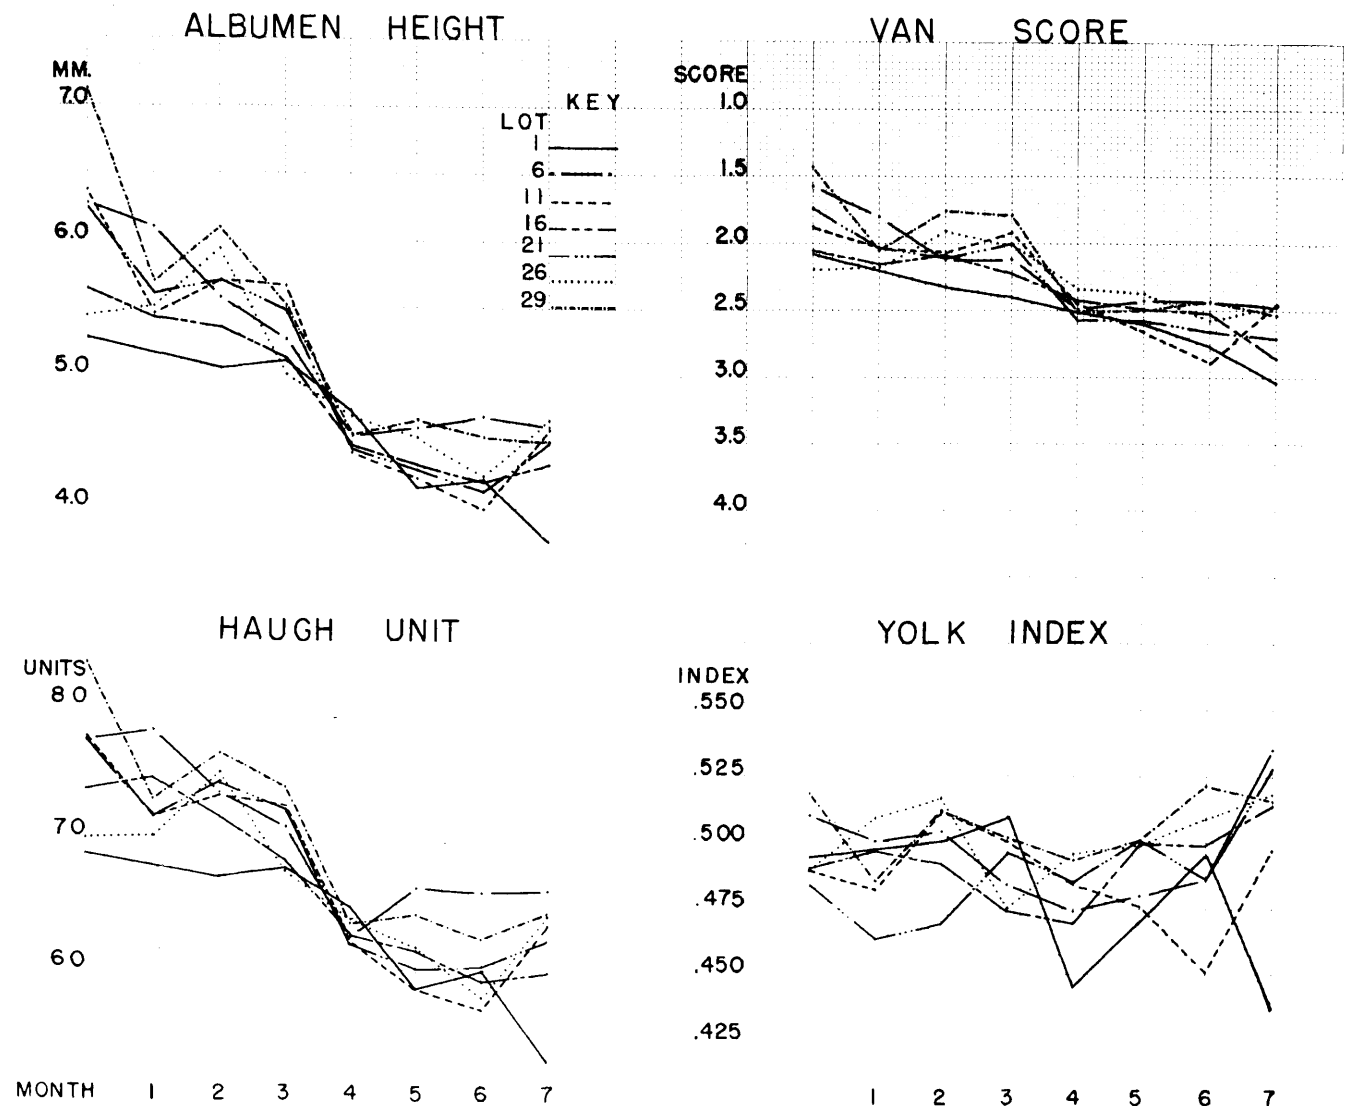 ALBUMEN HEIGHT
MM.
7.0
6.0
5.0
4.0
KEY
LOT
1
6
11
16
21
26
29
VAN SCORE
SCORE
1.0
1.5
2.0
2.5
3.0
3.5
4.0
HAUGH UNIT
UNITS
80
70
60
MONTH 1 2 3 4 5 6 7
YOLK INDEX
INDEX
.550
.525
.500
.475
.450
.425
1 2 3 4 5 6 7